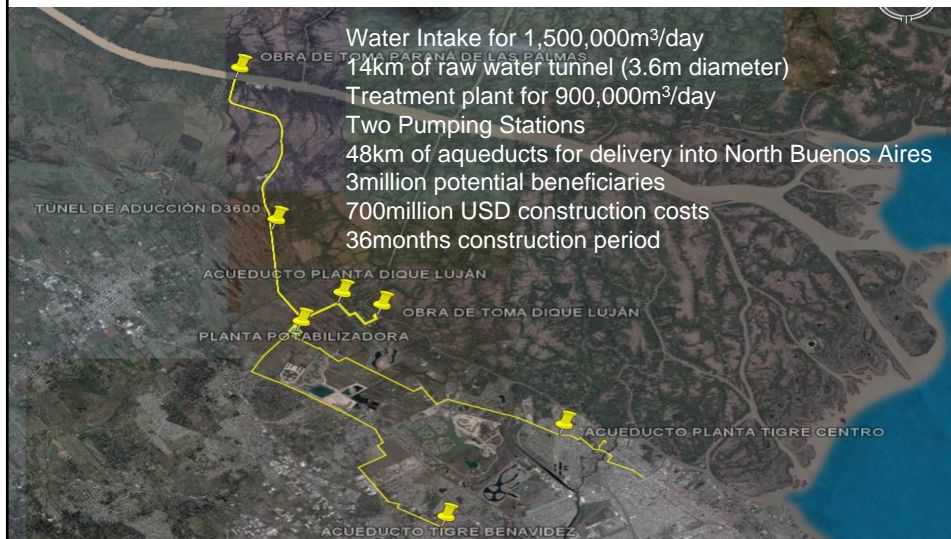 Water Intake for 1,500,000m³/day
OBRA DE TOMA PARANÁ DE LAS PALMAS
14km of raw water tunnel (3.6m diameter)
Treatment plant for 900,000m³/day
Two Pumping Stations
48km of aqueducts for delivery into North Buenos Aires
3million potential beneficiaries
TÚNEL DE ADUCCIÓN D3600
700million USD construction costs
36months construction period
ACUEDUCTO PLANTA DIQUE LUJÁN
OBRA DE TOMA DIQUE LUJÁN
PLANTA POTABILIZADORA
ACUEDUCTO PLANTA TIGRE CENTRO
ACUEDUCTO TIGRE BENAVIDEZ